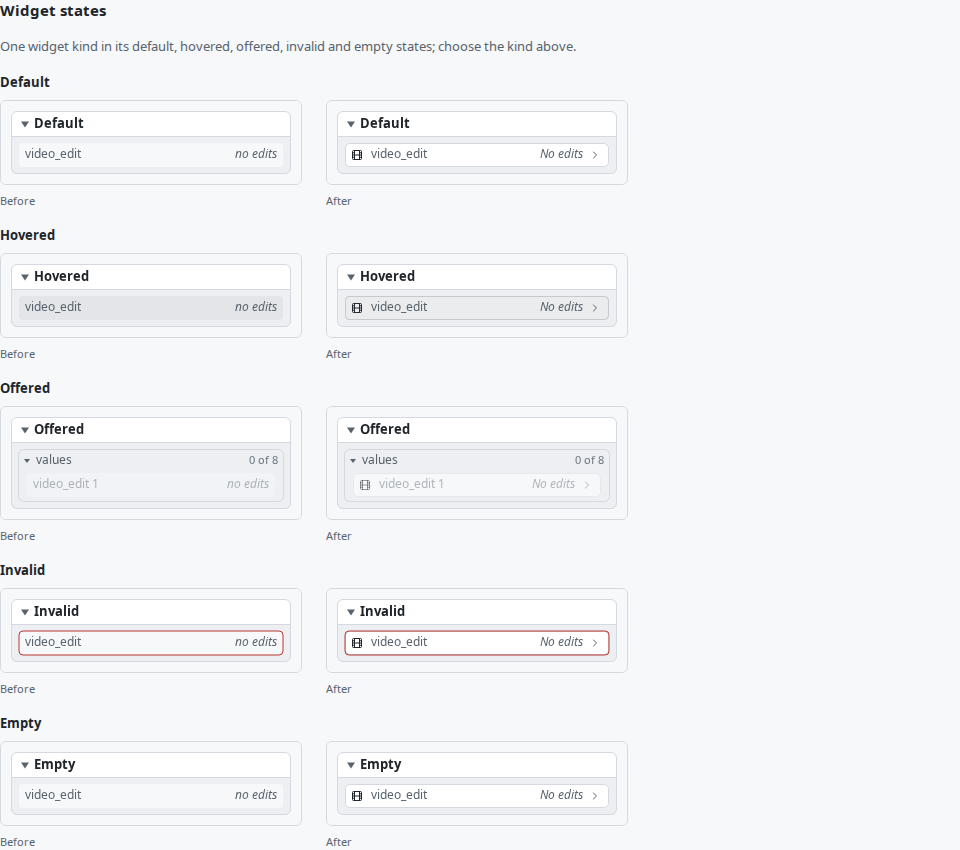 Widget states
One widget kind in its default, hovered, offered, invalid and empty states; choose the kind above.
Default
Default
video_edit no edits
Before
Default
video_edit No edits
After
Hovered
Hovered
video_edit no edits
Before
Hovered
video_edit No edits
After
Offered
Offered
values 0 of 8
video_edit 1 no edits
Before
Offered
values 0 of 8
video_edit 1 No edits
After
Invalid
Invalid
video_edit no edits
Before
Invalid
video_edit No edits
After
Empty
Empty
video_edit no edits
Before
Empty
video_edit No edits
After